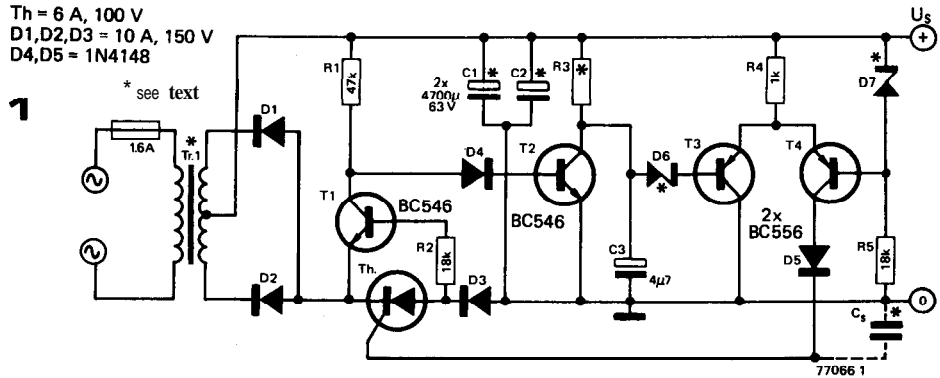 Th = 6 A, 100 V
D1,D2,D3 = 10 A, 150 V
D4,D5 = 1N4148
* see text
1
1.6A
*
Tr.1
D1
D2
R1
47k
T1
BC546
R2
18k
Th.
D3
D4
2x
4700µ
63 V
C1
*
C2
*
R3
*
T2
BC546
C3
4µ7
D6
*
T3
R4
1k
T4
2x
BC556
D5
D7
*
R5
18k
Us
+
0
Cs
*
77066 1